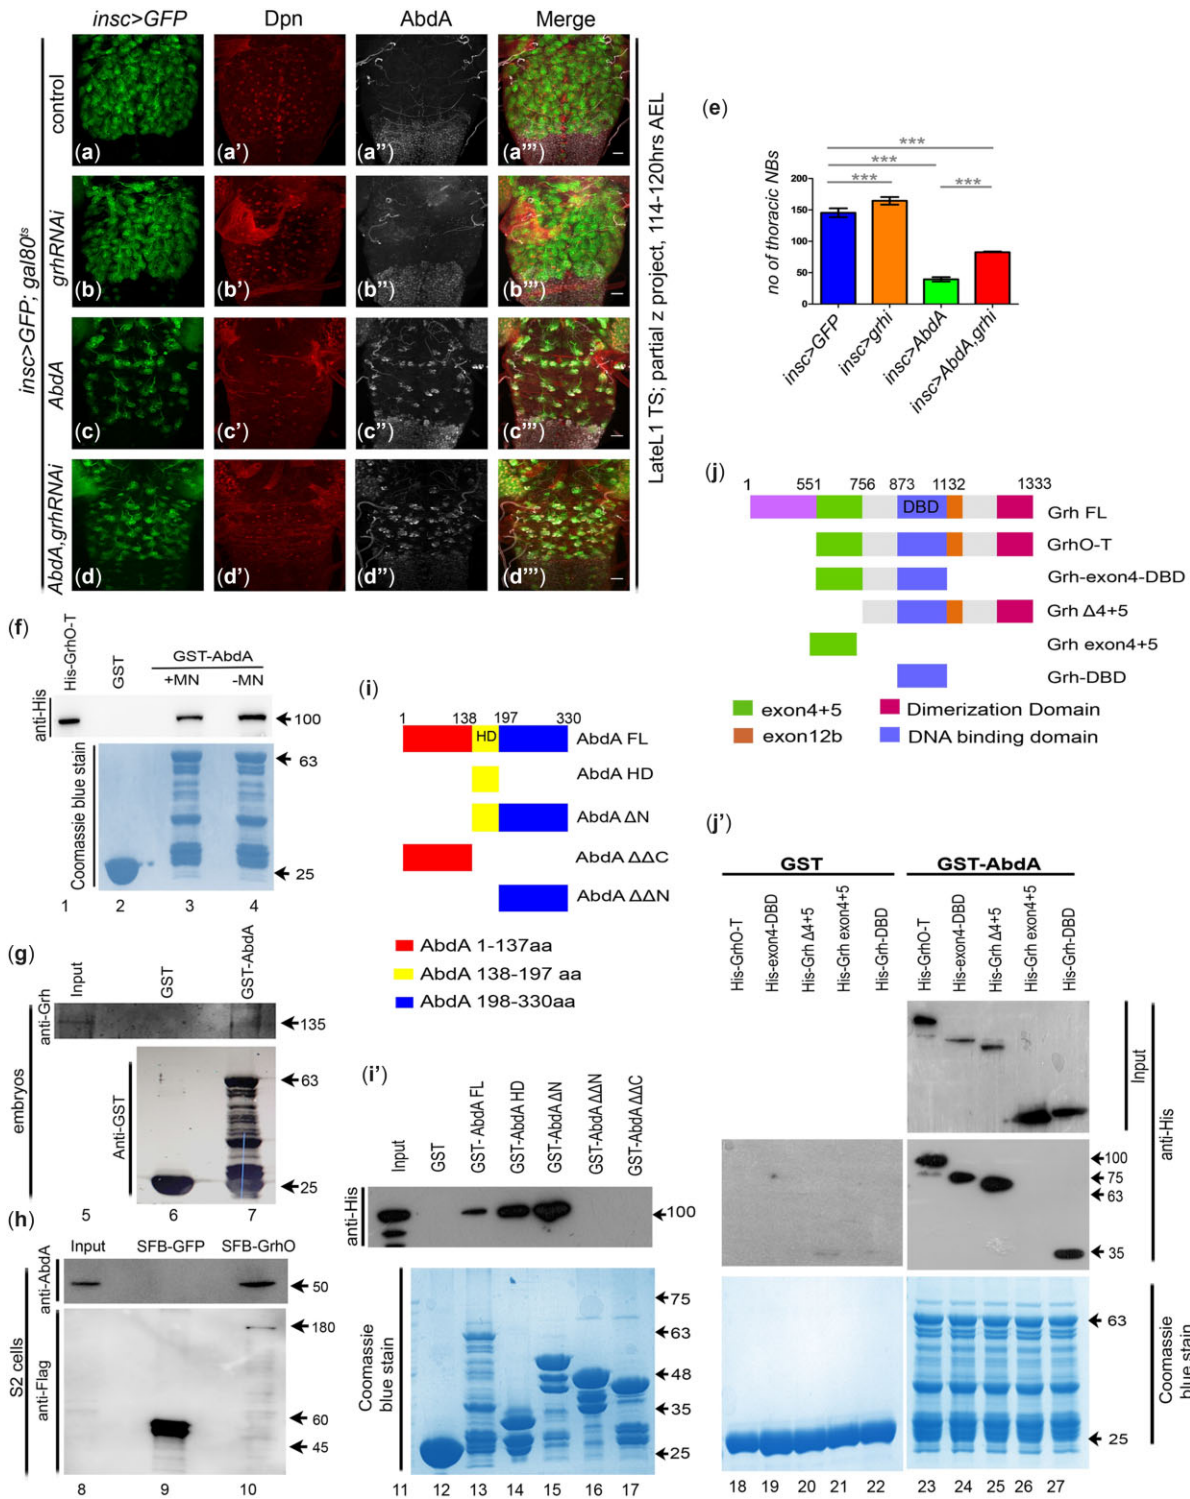 insc>GFP Dpn AbdA Merge
insc>GFP; gal80ts
control
(a) (a') (a'') (a''')
grhRNAi
(b) (b') (b'') (b''')
AbdA
(c) (c') (c'') (c''')
AbdA,grhRNAi
(d) (d') (d'') (d''')
LateL1 TS; partial z project, 114-120hrs AEL
(e)
no of thoracic NBs
200
150
100
50
0
***
***
*** ***
insc>GFP insc>grhi insc>AbdA insc>AbdA,grhi
(f)
His-GrhO-T
GST
GST-AbdA
+MN -MN
anti-His
100
Coomassie blue stain
63
25
1 2 3 4
(g)
Input GST GST-AbdA
embryos
anti-Grh
135
Anti-GST
63
25
5 6 7
(h)
Input SFB-GFP SFB-GrhO
S2 cells
anti-AbdA
50
anti-Flag
180
60
45
8 9 10
(i)
1 138 197 330
HD
AbdA FL
AbdA HD
AbdA ΔN
AbdA ΔΔC
AbdA ΔΔN
AbdA 1-137aa
AbdA 138-197 aa
AbdA 198-330aa
(i')
Input GST GST-AbdA FL GST-AbdA HD GST-AbdA ΔN GST-AbdA ΔΔN GST-AbdA ΔΔC
anti-His
100
Coomassie blue stain
75
63
48
35
25
11 12 13 14 15 16 17
(j)
1 551 756 873 1132 1333
DBD
Grh FL
GrhO-T
Grh-exon4-DBD
Grh Δ4+5
Grh exon4+5
Grh-DBD
exon4+5 Dimerization Domain
exon12b DNA binding domain
(j')
GST GST-AbdA
His-GrhO-T His-exon4-DBD His-Grh Δ4+5 His-Grh exon4+5 His-Grh-DBD
His-GrhO-T His-exon4-DBD His-Grh Δ4+5 His-Grh exon4+5 His-Grh-DBD
Input
anti-His
100
75
63
35
Coomassie blue stain
63
25
18 19 20 21 22 23 24 25 26 27